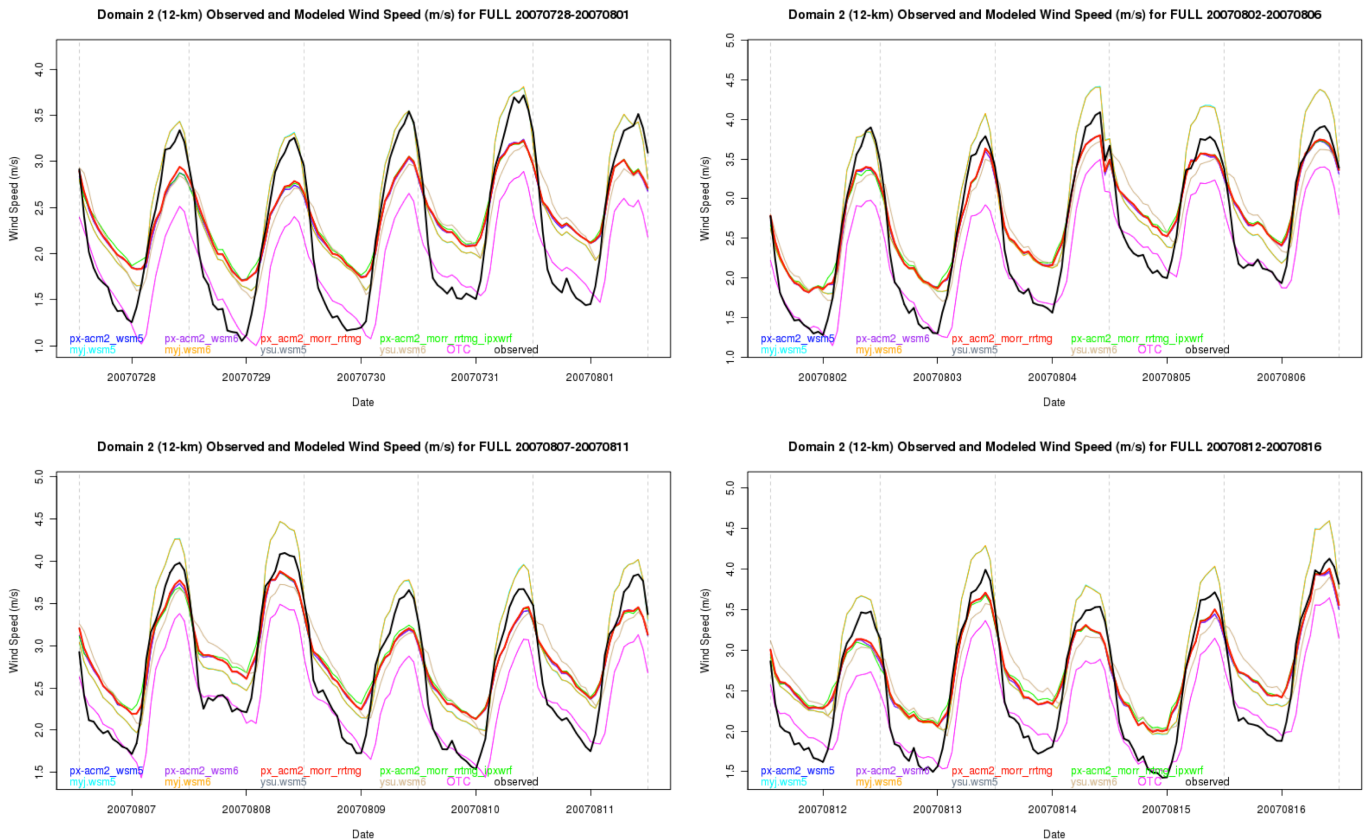 Domain 2 (12-km) Observed and Modeled Wind Speed (m/s) for FULL 20070728-20070801
Wind Speed (m/s)
4.0
3.5
3.0
2.5
2.0
1.5
1.0
px-acm2_wsm5 px-acm2_wsm6 px_acm2_morr_rrtmg px-acm2_morr_rrtmg_ipxwrf
myj.wsm5 myj.wsm6 ysu.wsm5 ysu.wsm6 OTC observed
20070728 20070729 20070730 20070731 20070801
Date
Domain 2 (12-km) Observed and Modeled Wind Speed (m/s) for FULL 20070802-20070806
Wind Speed (m/s)
5.0
4.5
4.0
3.5
3.0
2.5
2.0
1.5
1.0
px-acm2_wsm5 px-acm2_wsm6 px_acm2_morr_rrtmg px-acm2_morr_rrtmg_ipxwrf
myj.wsm5 myj.wsm6 ysu.wsm5 ysu.wsm6 OTC observed
20070802 20070803 20070804 20070805 20070806
Date
Domain 2 (12-km) Observed and Modeled Wind Speed (m/s) for FULL 20070807-20070811
Wind Speed (m/s)
5.0
4.5
4.0
3.5
3.0
2.5
2.0
1.5
px-acm2_wsm5 px-acm2_wsm6 px_acm2_morr_rrtmg px-acm2_morr_rrtmg_ipxwrf
myj.wsm5 myj.wsm6 ysu.wsm5 ysu.wsm6 OTC observed
20070807 20070808 20070809 20070810 20070811
Date
Domain 2 (12-km) Observed and Modeled Wind Speed (m/s) for FULL 20070812-20070816
Wind Speed (m/s)
5.0
4.5
4.0
3.5
3.0
2.5
2.0
1.5
px-acm2_wsm5 px-acm2_wsm6 px_acm2_morr_rrtmg px-acm2_morr_rrtmg_ipxwrf
myj.wsm5 myj.wsm6 ysu.wsm5 ysu.wsm6 OTC observed
20070812 20070813 20070814 20070815 20070816
Date